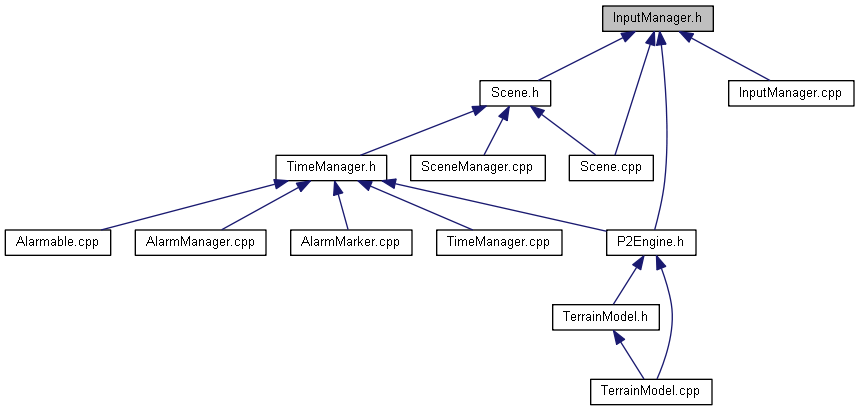 InputManager.h
Scene.h
InputManager.cpp
TimeManager.h
SceneManager.cpp
Scene.cpp
Alarmable.cpp
AlarmManager.cpp
AlarmMarker.cpp
TimeManager.cpp
P2Engine.h
TerrainModel.h
TerrainModel.cpp